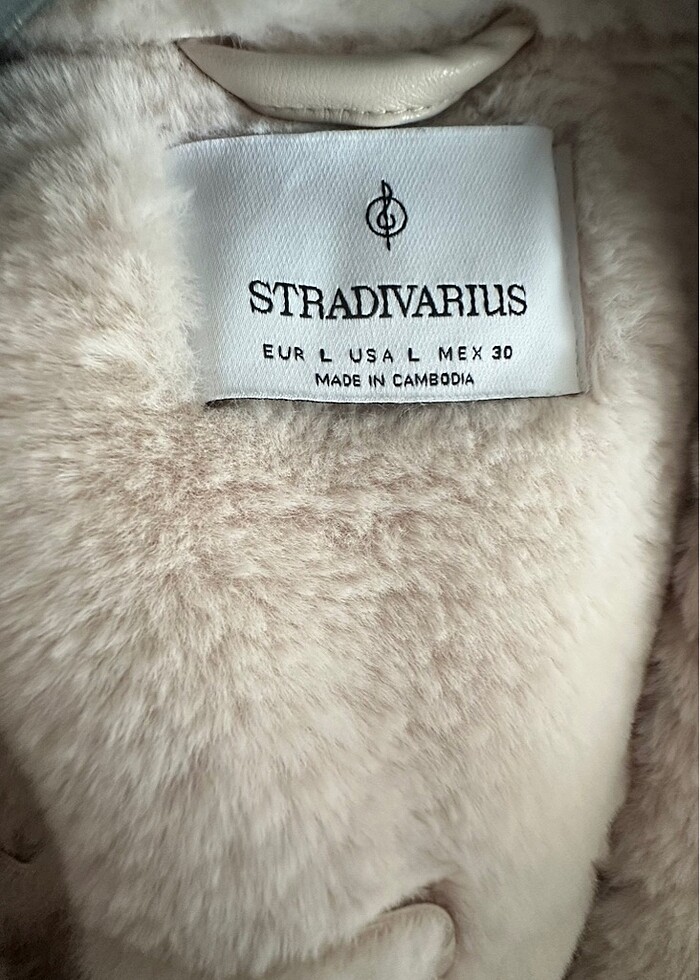 STRADIVARIUS
EUR L USA L MEX 30
MADE IN CAMBODIA